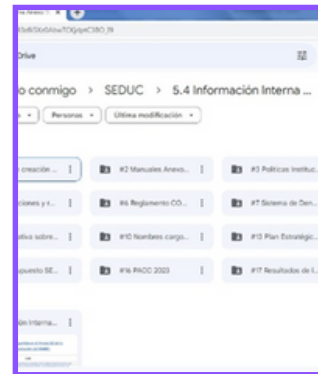 Drive
o conmigo > SEDUC > 5.4 Información Interna ...
Personas
Última modificación
creación ...
#2 Manuales Anexo...
#3 Políticas Instituc...
ciones y r...
#6 Reglamento CO...
#7 Sistema de Den...
ativa sobre...
#10 Nombres cargo...
#13 Plan Estratégic...
upuesto SE...
#16 PACC 2023
#17 Resultados de l...
ón Interna...